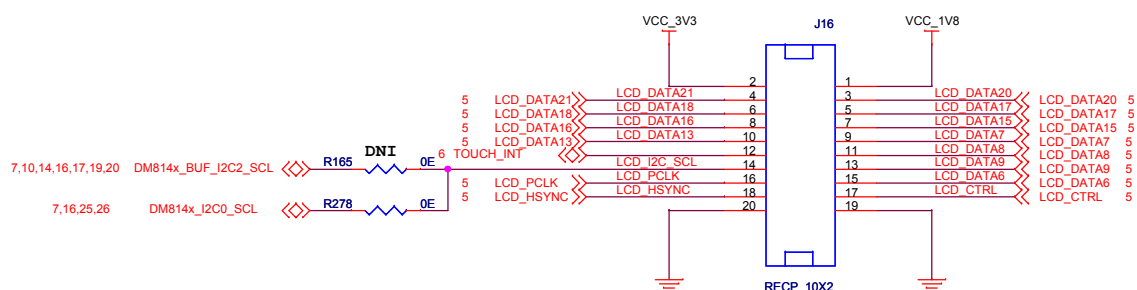 VCC_3V3 J16 VCC_1V8
2 1
5 LCD_DATA21 LCD_DATA21 4 3 LCD_DATA20 LCD_DATA20 5
5 LCD_DATA18 LCD_DATA18 6 5 LCD_DATA17 LCD_DATA17 5
5 LCD_DATA16 LCD_DATA16 8 7 LCD_DATA15 LCD_DATA15 5
5 LCD_DATA13 LCD_DATA13 10 9 LCD_DATA7 LCD_DATA7 5
DNI 6 TOUCH_INT 12 11 LCD_DATA8 LCD_DATA8 5
7,10,14,16,17,19,20 DM814x_BUF_I2C2_SCL R165 0E LCD_I2C_SCL 14 13 LCD_DATA9 LCD_DATA9 5
5 LCD_PCLK LCD_PCLK 16 15 LCD_DATA6 LCD_DATA6 5
5 LCD_HSYNC LCD_HSYNC 18 17 LCD_CTRL LCD_CTRL 5
7,16,25,26 DM814x_I2C0_SCL R278 0E 20 19
RECP_10X2